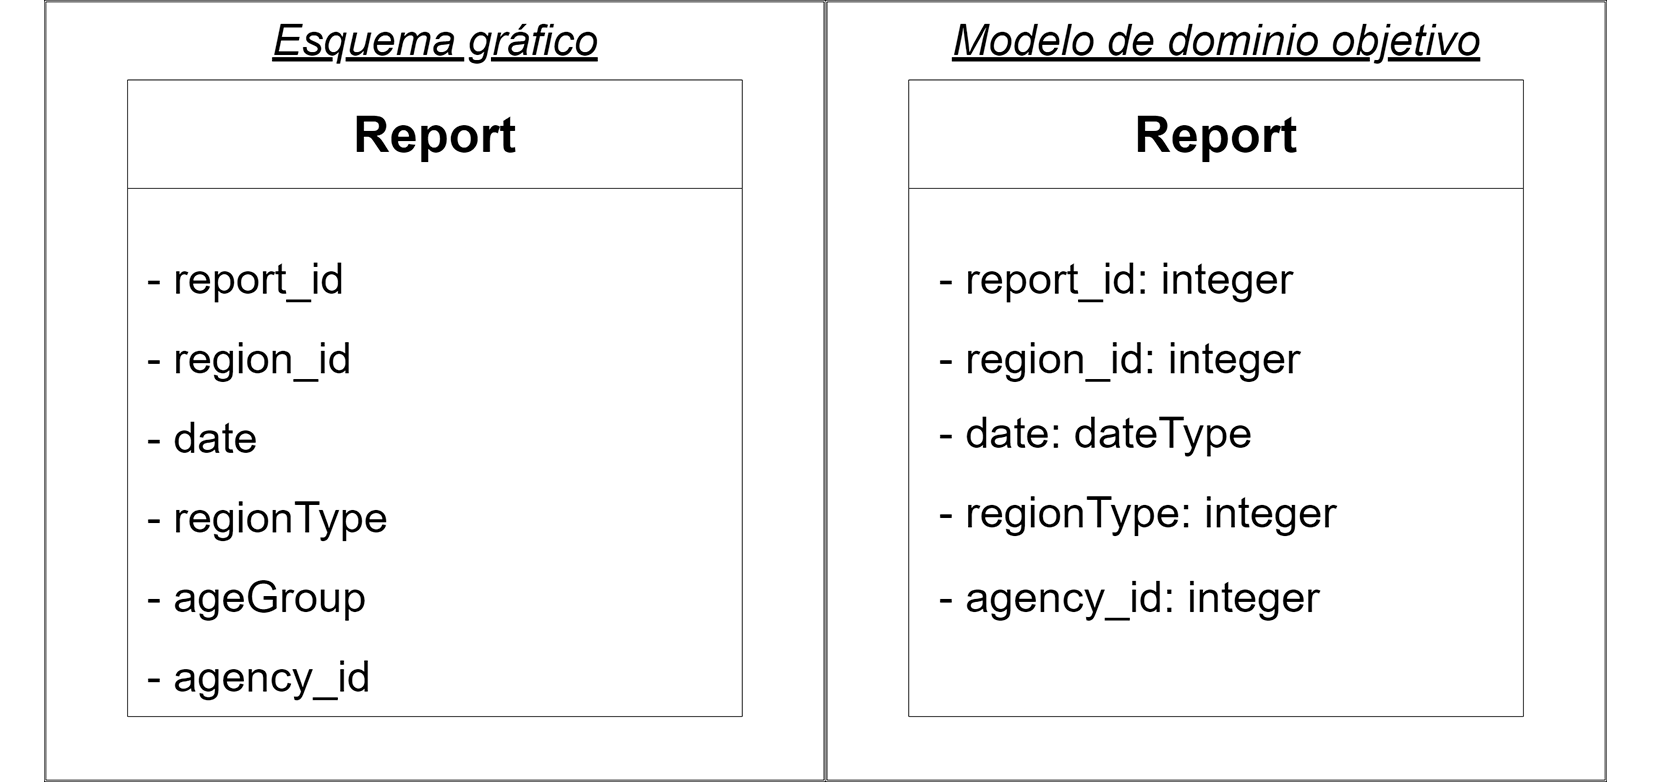 Esquema gráfico
Report
- report_id
- region_id
- date
- regionType
- ageGroup
- agency_id
Modelo de dominio objetivo
Report
- report_id: integer
- region_id: integer
- date: dateType
- regionType: integer
- agency_id: integer